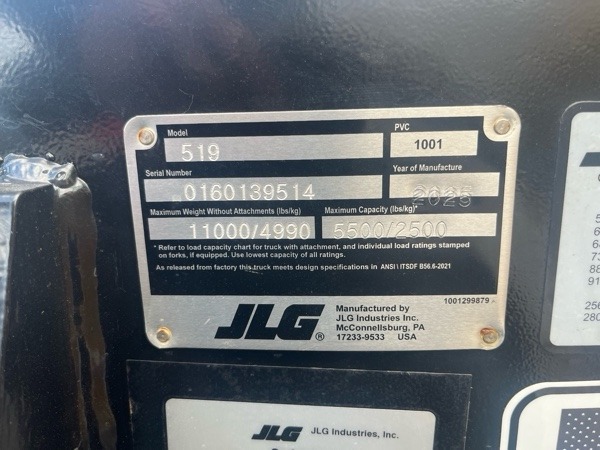 Model PVC
519 1001
Serial Number Year of Manufacture
0160139514
Maximum Weight Without Attachments (lbs/kg) Maximum Capacity (lbs/kg)*
11000/4990 5500/2500
* Refer to load capacity chart for truck with attachment, and individual load ratings stamped
on forks, if equipped. Use lowest capacity of all ratings.
As released from factory this truck meets design specifications in ANSI \ ITSDF B56.6-2021
1001299879
JLG ® Manufactured by
JLG Industries Inc.
McConnellsburg, PA
17233-9533 USA
JLG JLG Industries, Inc.